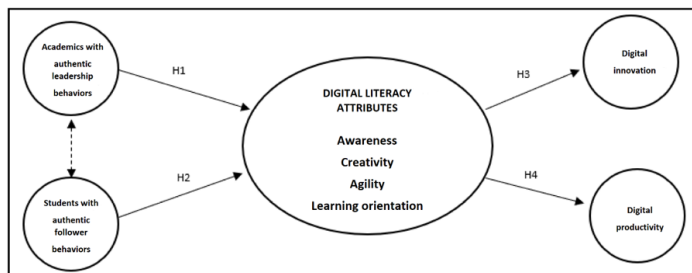 Academics with
authentic
leadership
behaviors
H1
H2
Students with
authentic
follower
behaviors
DIGITAL LITERACY
ATTRIBUTES
Awareness
Creativity
Agility
Learning orientation
H3
H4
Digital
innovation
Digital
productivity